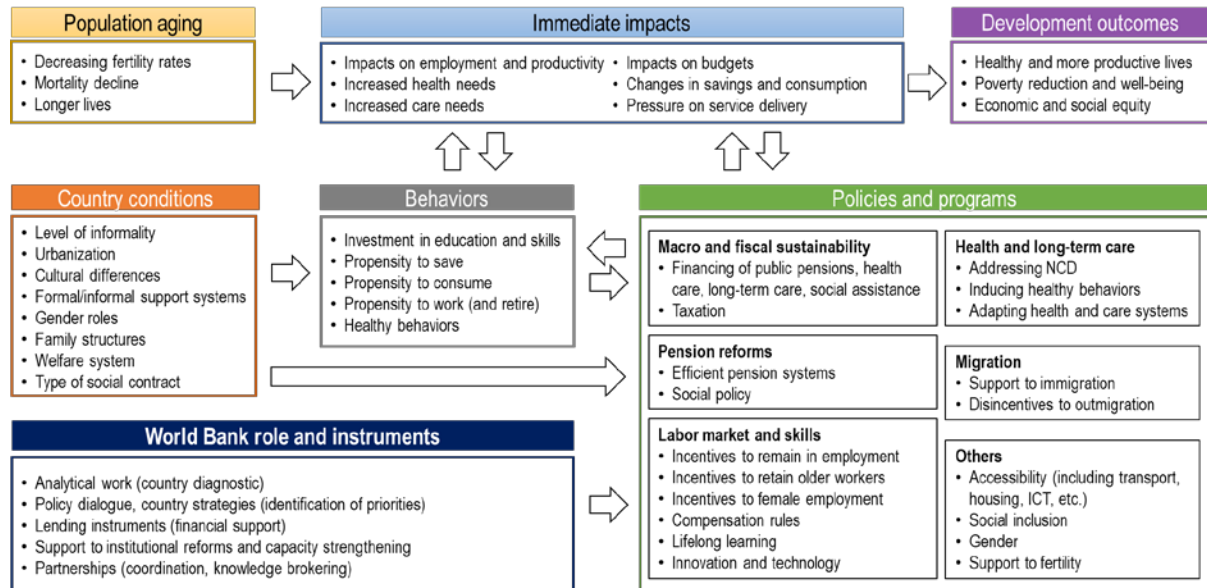 Population aging
• Decreasing fertility rates
• Mortality decline
• Longer lives
Immediate impacts
• Impacts on employment and productivity
• Increased health needs
• Increased care needs
• Impacts on budgets
• Changes in savings and consumption
• Pressure on service delivery
Development outcomes
• Healthy and more productive lives
• Poverty reduction and well-being
• Economic and social equity
Country conditions
• Level of informality
• Urbanization
• Cultural differences
• Formal/informal support systems
• Gender roles
• Family structures
• Welfare system
• Type of social contract
Behaviors
• Investment in education and skills
• Propensity to save
• Propensity to consume
• Propensity to work (and retire)
• Healthy behaviors
Policies and programs
Macro and fiscal sustainability
• Financing of public pensions, health
care, long-term care, social assistance
• Taxation
Health and long-term care
• Addressing NCD
• Inducing healthy behaviors
• Adapting health and care systems
Pension reforms
• Efficient pension systems
• Social policy
Migration
• Support to immigration
• Disincentives to outmigration
Labor market and skills
• Incentives to remain in employment
• Incentives to retain older workers
• Incentives to female employment
• Compensation rules
• Lifelong learning
• Innovation and technology
Others
• Accessibility (including transport,
housing, ICT, etc.)
• Social inclusion
• Gender
• Support to fertility
World Bank role and instruments
• Analytical work (country diagnostic)
• Policy dialogue, country strategies (identification of priorities)
• Lending instruments (financial support)
• Support to institutional reforms and capacity strengthening
• Partnerships (coordination, knowledge brokering)